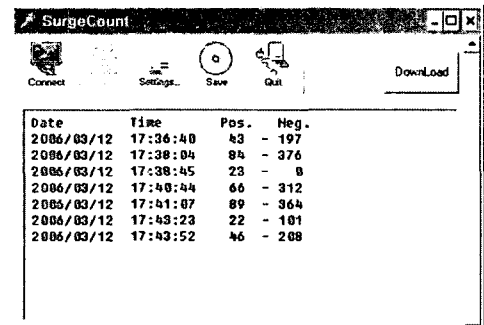 SurgeCount
Connect Settings... Save Quit DownLoad
Date Time Pos. Neg.
2006/03/12 17:36:40 43 - 197
2006/03/12 17:38:04 84 - 376
2006/03/12 17:38:45 23 - 0
2006/03/12 17:40:44 66 - 312
2006/03/12 17:41:07 89 - 364
2006/03/12 17:43:23 22 - 101
2006/03/12 17:43:52 46 - 208